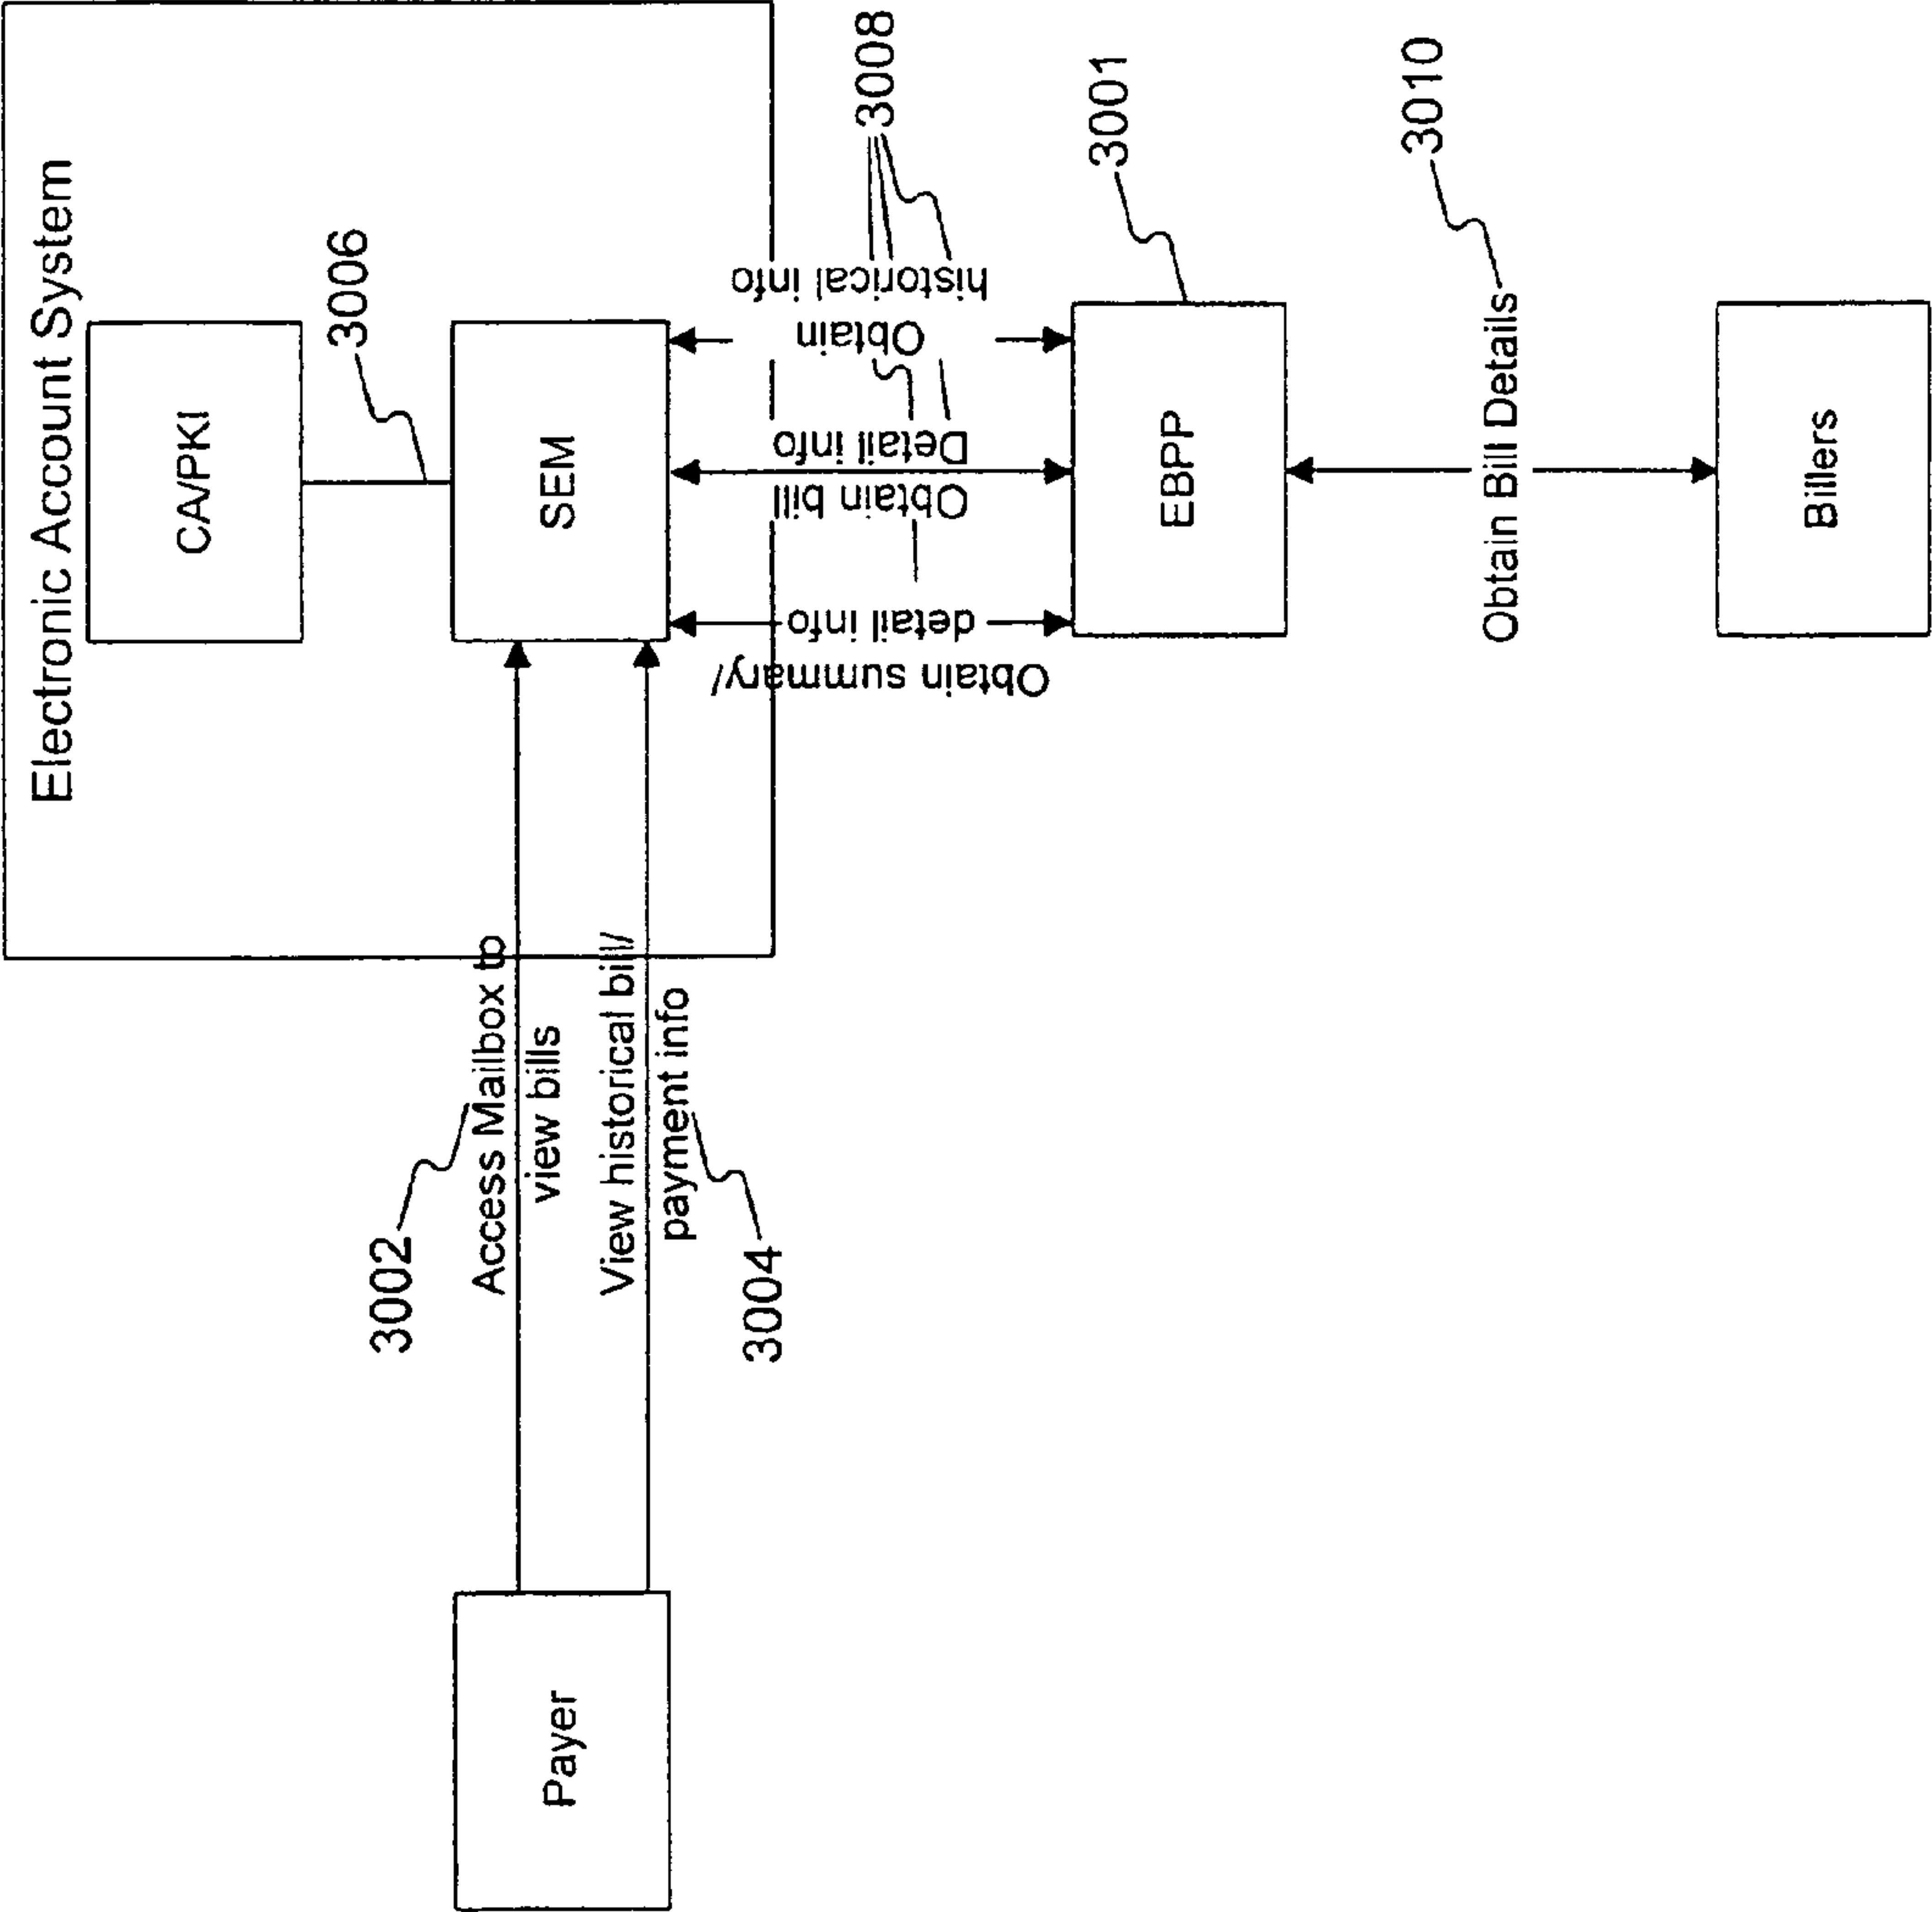 Electronic Account System
CA/PKI
3006
SEM
3002
Access Mailbox to
view bills
View historical bill/
payment info
3004
Payer
Obtain summary/
detail info
Obtain bill
Detail info
Obtain
historical info
3008
EBPP
3001
Obtain Bill Details
3010
Billers